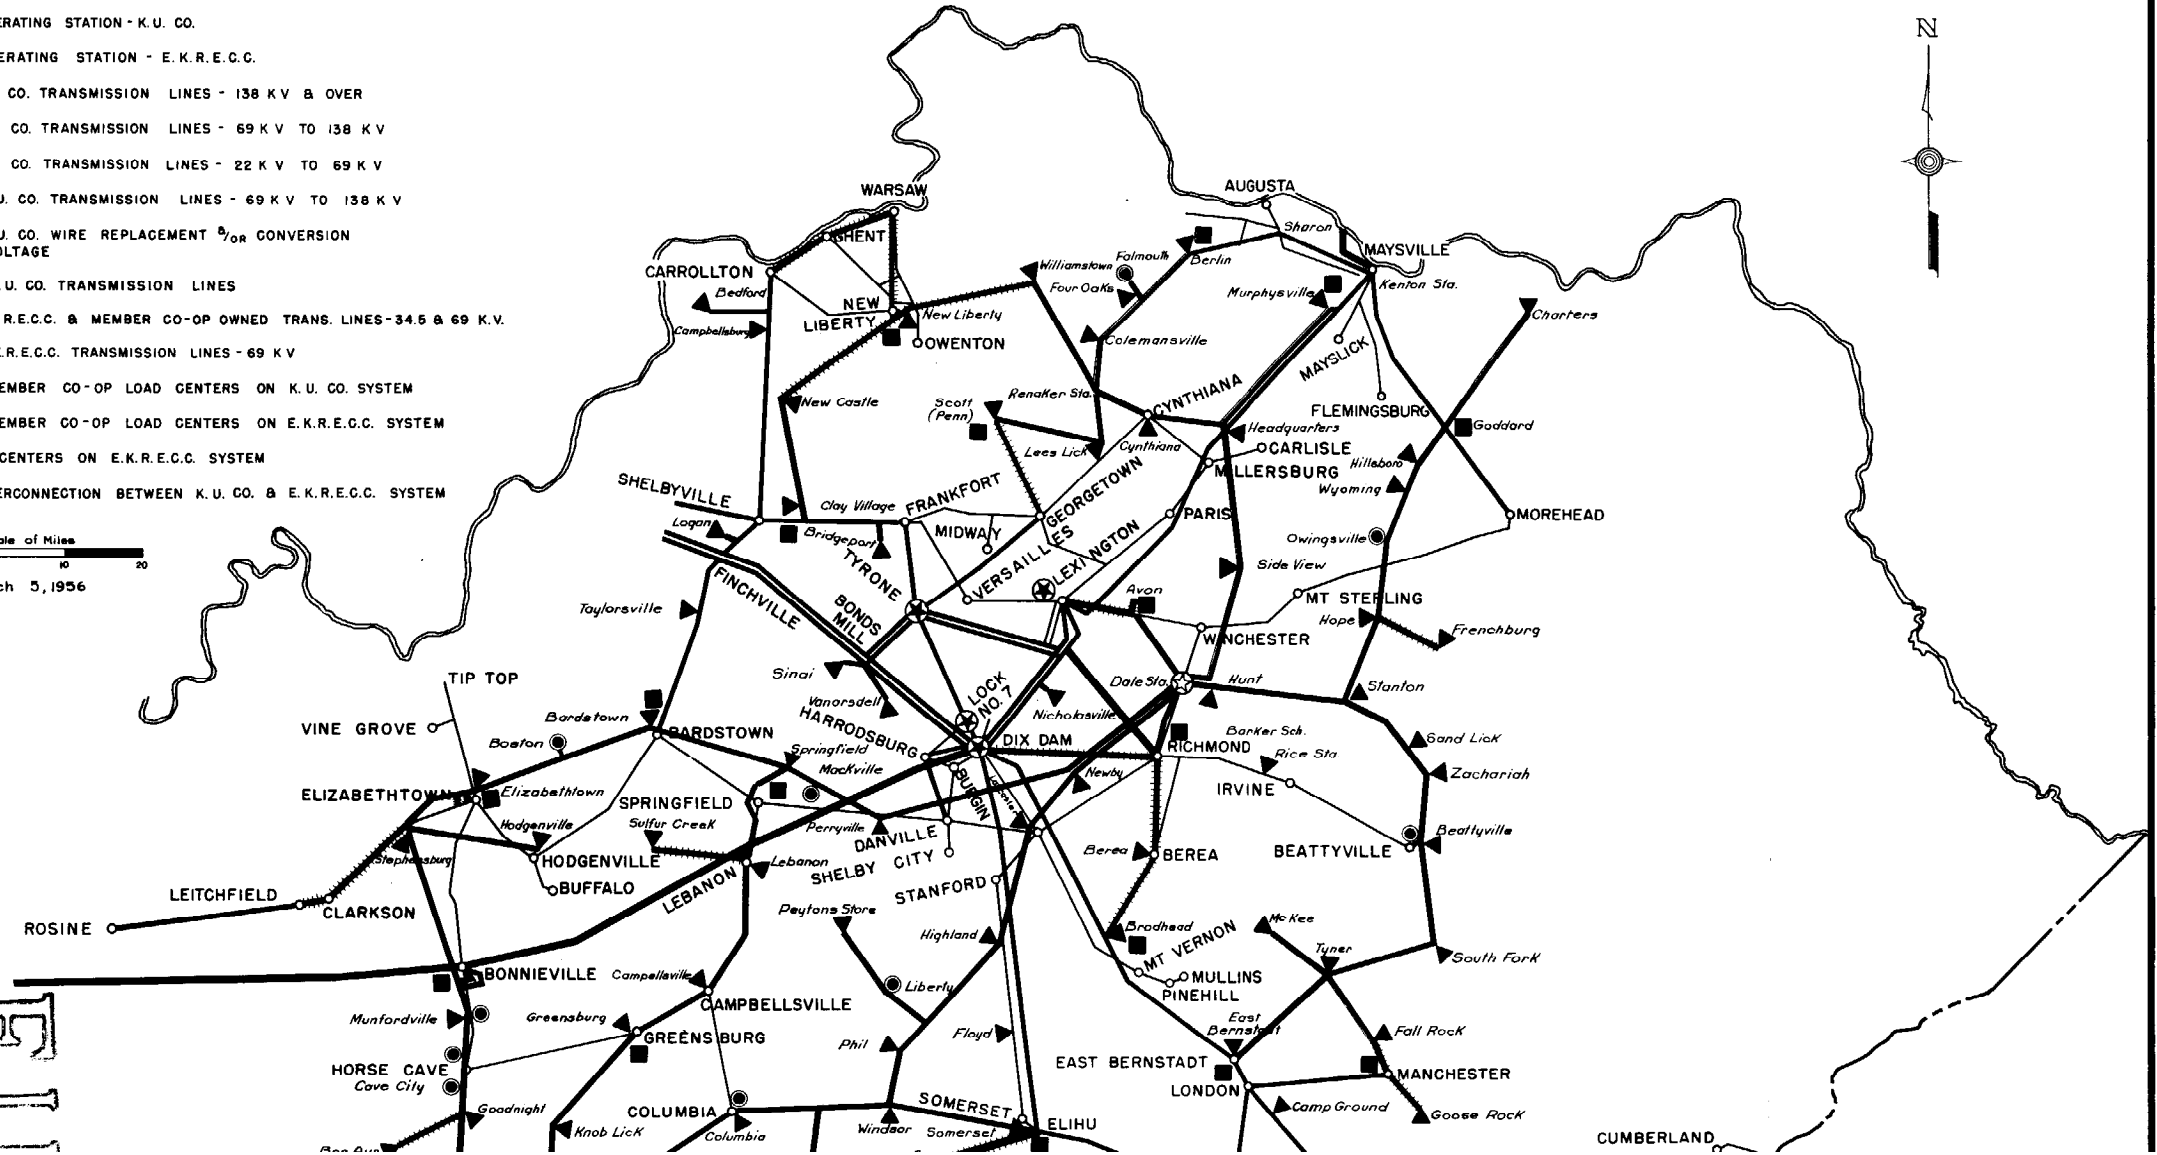 ERATING STATION - K.U. CO.
ERATING STATION - E.K.R.E.C.C.
CO. TRANSMISSION LINES - 138 KV & OVER
CO. TRANSMISSION LINES - 69 KV TO 138 KV
CO. TRANSMISSION LINES - 22 KV TO 69 KV
U. CO. TRANSMISSION LINES - 69 KV TO 138 KV
U. CO. WIRE REPLACEMENT &/OR CONVERSION
OLTAGE
.U. CO. TRANSMISSION LINES
R.E.C.C. & MEMBER CO-OP OWNED TRANS. LINES-34.5 & 69 K.V.
.R.E.C.C. TRANSMISSION LINES - 69 KV
EMBER CO-OP LOAD CENTERS ON K.U. CO. SYSTEM
EMBER CO-OP LOAD CENTERS ON E.K.R.E.C.C. SYSTEM
CENTERS ON E.K.R.E.C.C. SYSTEM
ERCONNECTION BETWEEN K.U. CO. & E.K.R.E.C.C. SYSTEM
ale of Miles
10 20
ch 5, 1956
N
WARSAW
AUGUSTA
GHENT
Sharon
MAYSVILLE
CARROLLTON
Bedford
Williamstown
Falmouth
Berlin
Four Oaks
Murphysville
Kenton Sta.
Campbellsburg
NEW
LIBERTY
New Liberty
OWENTON
Colemansville
MAYSLICK
Charters
New Castle
Scott
(Penn)
Renaker Sta.
CYNTHIANA
FLEMINGSBURG
Lees Lick
Cynthiana
Headquarters
CARLISLE
MILLERSBURG
Goddard
Hillsboro
Wyoming
SHELBYVILLE
Logan
Clay Village
FRANKFORT
Bridgeport
MIDWAY
GEORGETOWN
PARIS
MOREHEAD
Owingsville
TYRONE
VERSAILLES
LEXINGTON
Side View
FINCHVILLE
Taylorsville
BONDS
MILL
Avon
MT STERLING
WINCHESTER
Hope
Frenchburg
TIP TOP
Sinai
Vanarsdell
LOCK
NO. 7
Dale Sta.
Hunt
Stanton
VINE GROVE
Bardstown
Boston
BARDSTOWN
HARRODSBURG
Nicholasville
DIX DAM
RICHMOND
Barker Sch.
Rice Sta
Sand Lick
Zachariah
Springfield
Mackville
Newby
IRVINE
ELIZABETHTOWN
Elizabethtown
SPRINGFIELD
BURGIN
Lancaster
Hodgenville
Sulfur Creek
Perryville
DANVILLE
SHELBY CITY
Berea
BEREA
BEATTYVILLE
Beattyville
Stephensburg
HODGENVILLE
BUFFALO
Lebanon
LEBANON
STANFORD
LEITCHFIELD
CLARKSON
ROSINE
Peytons Store
Highland
Brodhead
MT VERNON
McKee
Tyner
South Fork
BONNIEVILLE
Campellsville
Liberty
MULLINS
PINEHILL
CAMPBELLSVILLE
Munfordville
Greensburg
GREENSBURG
Phil
Floyd
East
Bernstadt
Fall Rock
HORSE CAVE
Cave City
EAST BERNSTADT
LONDON
MANCHESTER
Goodnight
COLUMBIA
Columbia
Knob Lick
Windsor
SOMERSET
Somerset
ELIHU
Camp Ground
Goose Rock
CUMBERLAND